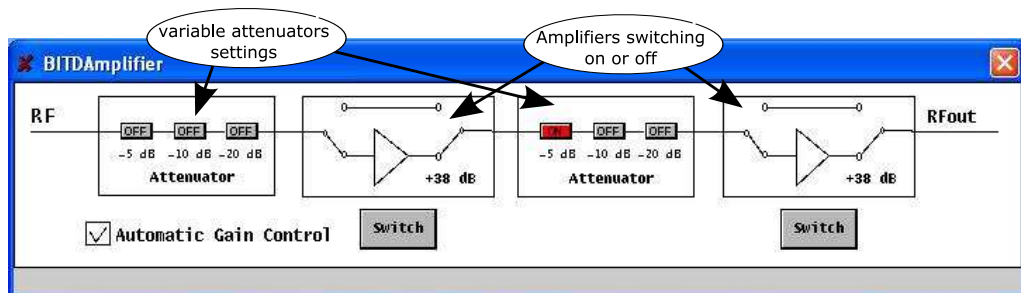 variable attenuators
settings
Amplifiers switching
on or off
BITDAmplifier
RF
OFF OFF OFF
-5 dB -10 dB -20 dB
Attenuator
+38 dB
ON OFF OFF
-5 dB -10 dB -20 dB
Attenuator
+38 dB
RFout
Automatic Gain Control
Switch
Switch